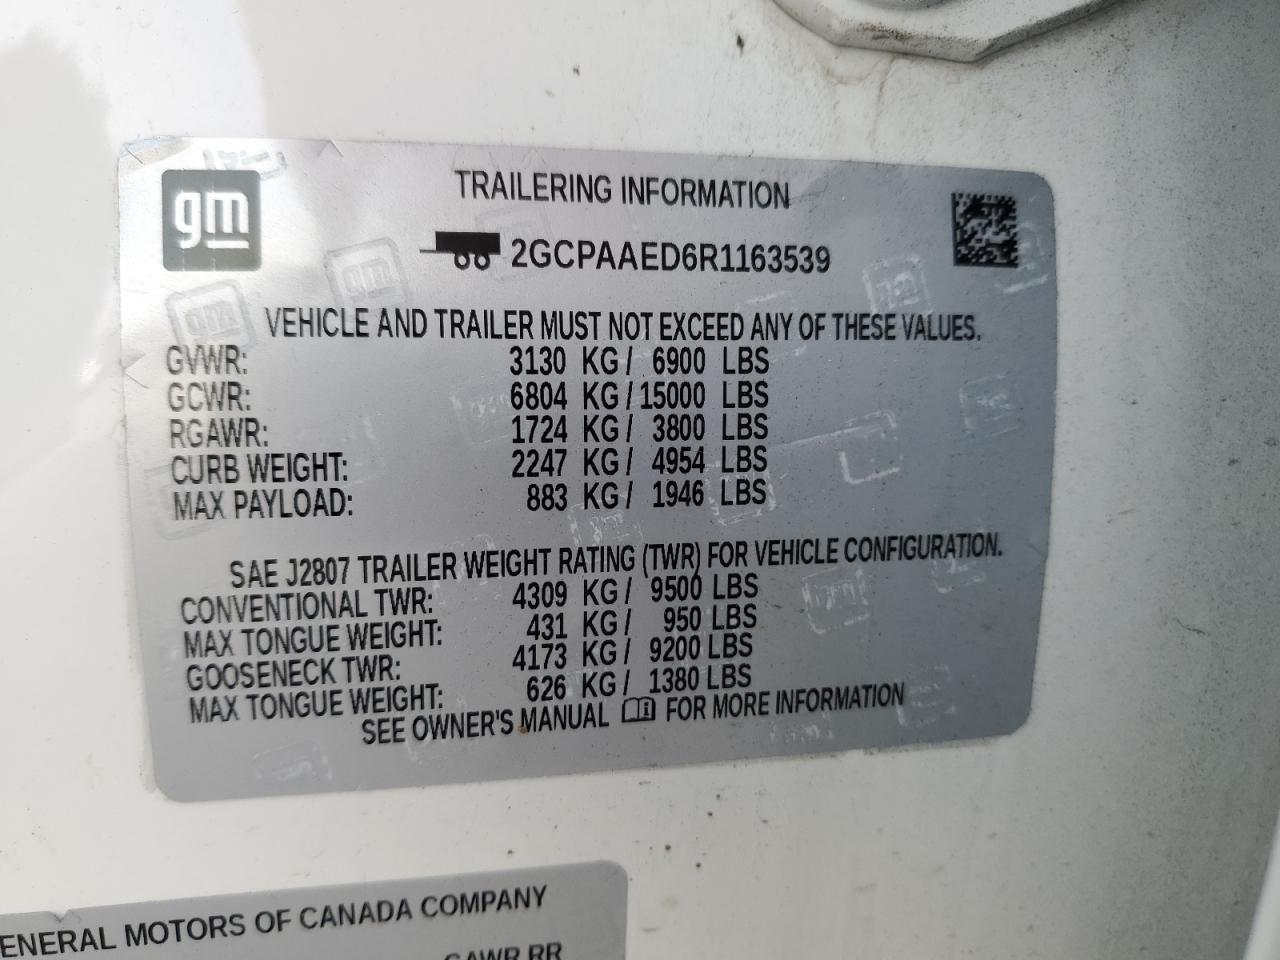 gm
TRAILERING INFORMATION
2GCPAAED6R1163539
VEHICLE AND TRAILER MUST NOT EXCEED ANY OF THESE VALUES.
GVWR: 3130 KG / 6900 LBS
GCWR: 6804 KG / 15000 LBS
RGAWR: 1724 KG / 3800 LBS
CURB WEIGHT: 2247 KG / 4954 LBS
MAX PAYLOAD: 883 KG / 1946 LBS
SAE J2807 TRAILER WEIGHT RATING (TWR) FOR VEHICLE CONFIGURATION.
CONVENTIONAL TWR: 4309 KG / 9500 LBS
MAX TONGUE WEIGHT: 431 KG / 950 LBS
GOOSENECK TWR: 4173 KG / 9200 LBS
MAX TONGUE WEIGHT: 626 KG / 1380 LBS
SEE OWNER'S MANUAL FOR MORE INFORMATION
ENERAL MOTORS OF CANADA COMPANY
GAWR RR